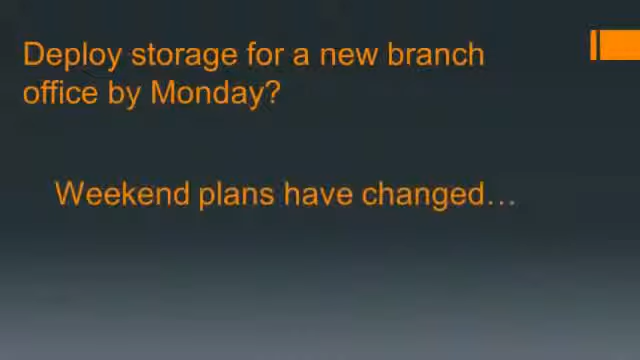 Deploy storage for a new branch
office by Monday?
Weekend plans have changed…